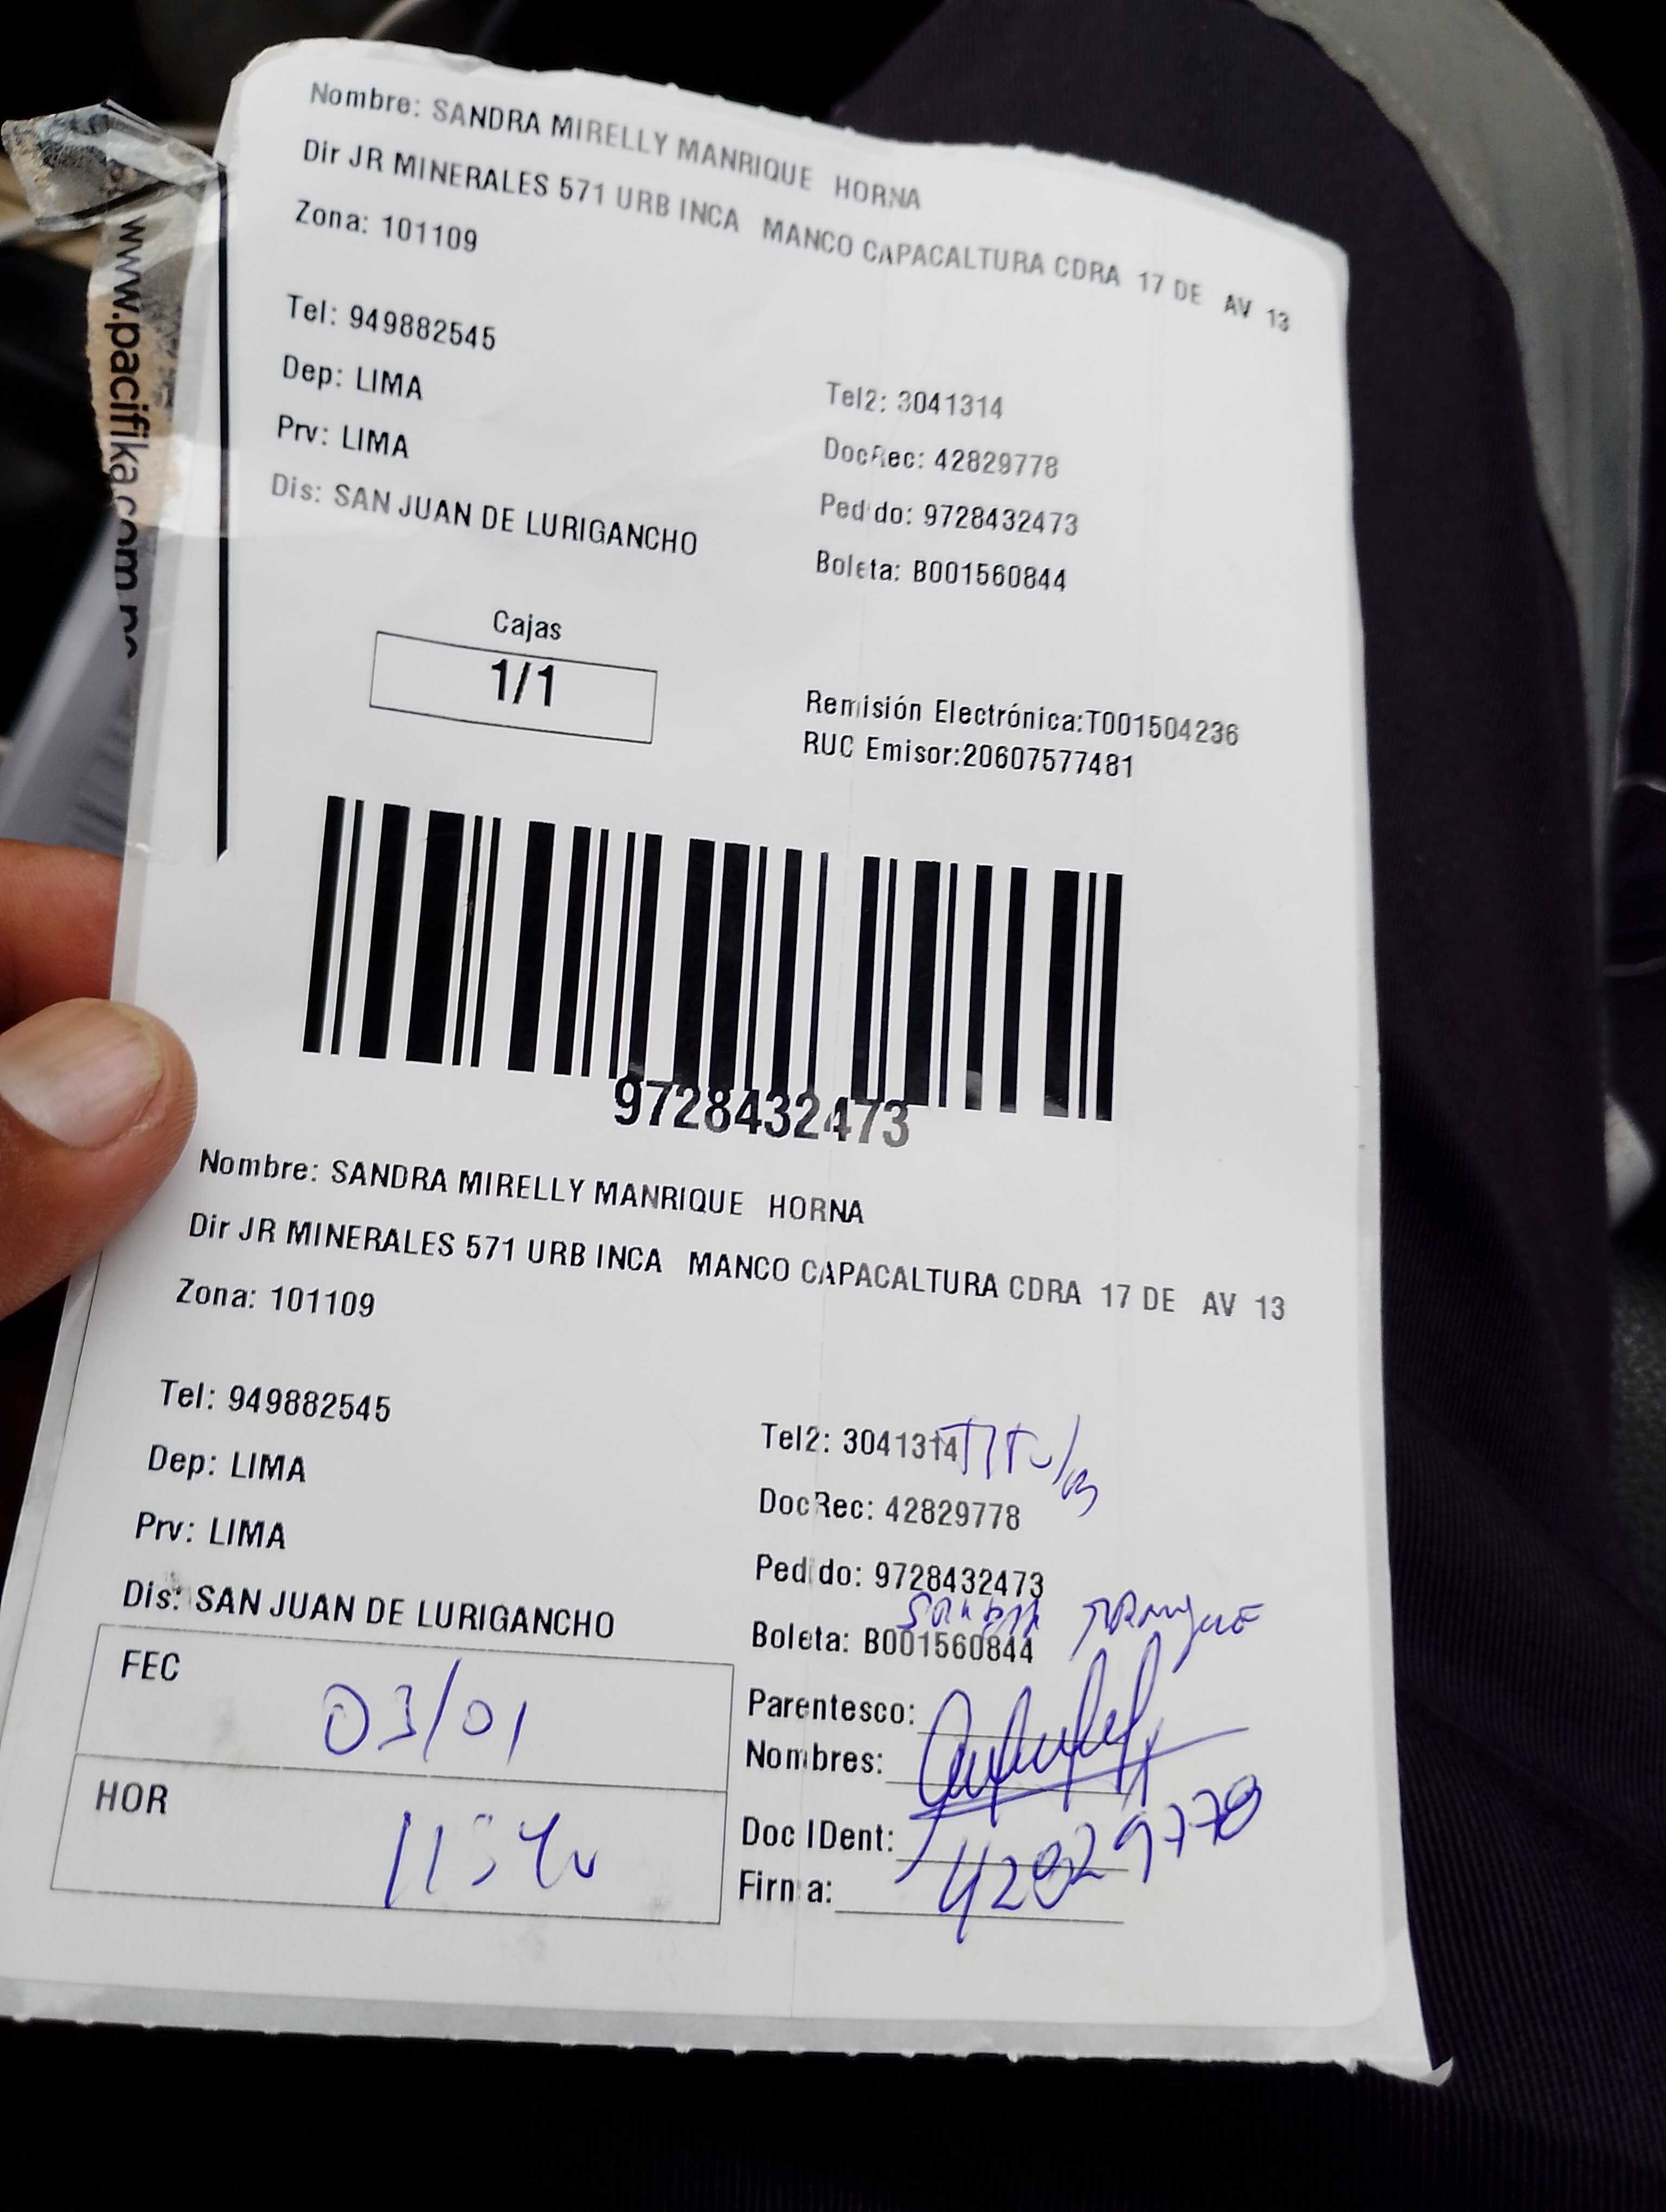 Nombre: SANDRA MIRELLY MANRIQUE HORNA
Dir JR MINERALES 571 URB INCA MANCO CAPACALTURA CDRA 17 DE AV 13
Zona: 101109
Tel: 949882545
Tel2: 3041314
Dep: LIMA
DocRec: 42829778
Prv: LIMA
Pedido: 9728432473
Dis: SAN JUAN DE LURIGANCHO
Boleta: B001560844
Cajas
1/1
Remisión Electrónica:T001504236
RUC Emisor:20607577481
www.pacifika.com.pe
9728432473
Nombre: SANDRA MIRELLY MANRIQUE HORNA
Dir JR MINERALES 571 URB INCA MANCO CAPACALTURA CDRA 17 DE AV 13
Zona: 101109
Tel: 949882545
Tel2: 3041314
Dep: LIMA
DocRec: 42829778
Prv: LIMA
Pedido: 9728432473
Dis: SAN JUAN DE LURIGANCHO
Boleta: B001560844
FEC 03/01
Parentesco:
Nombres:
HOR
Doc IDent: 42829778
Firma: